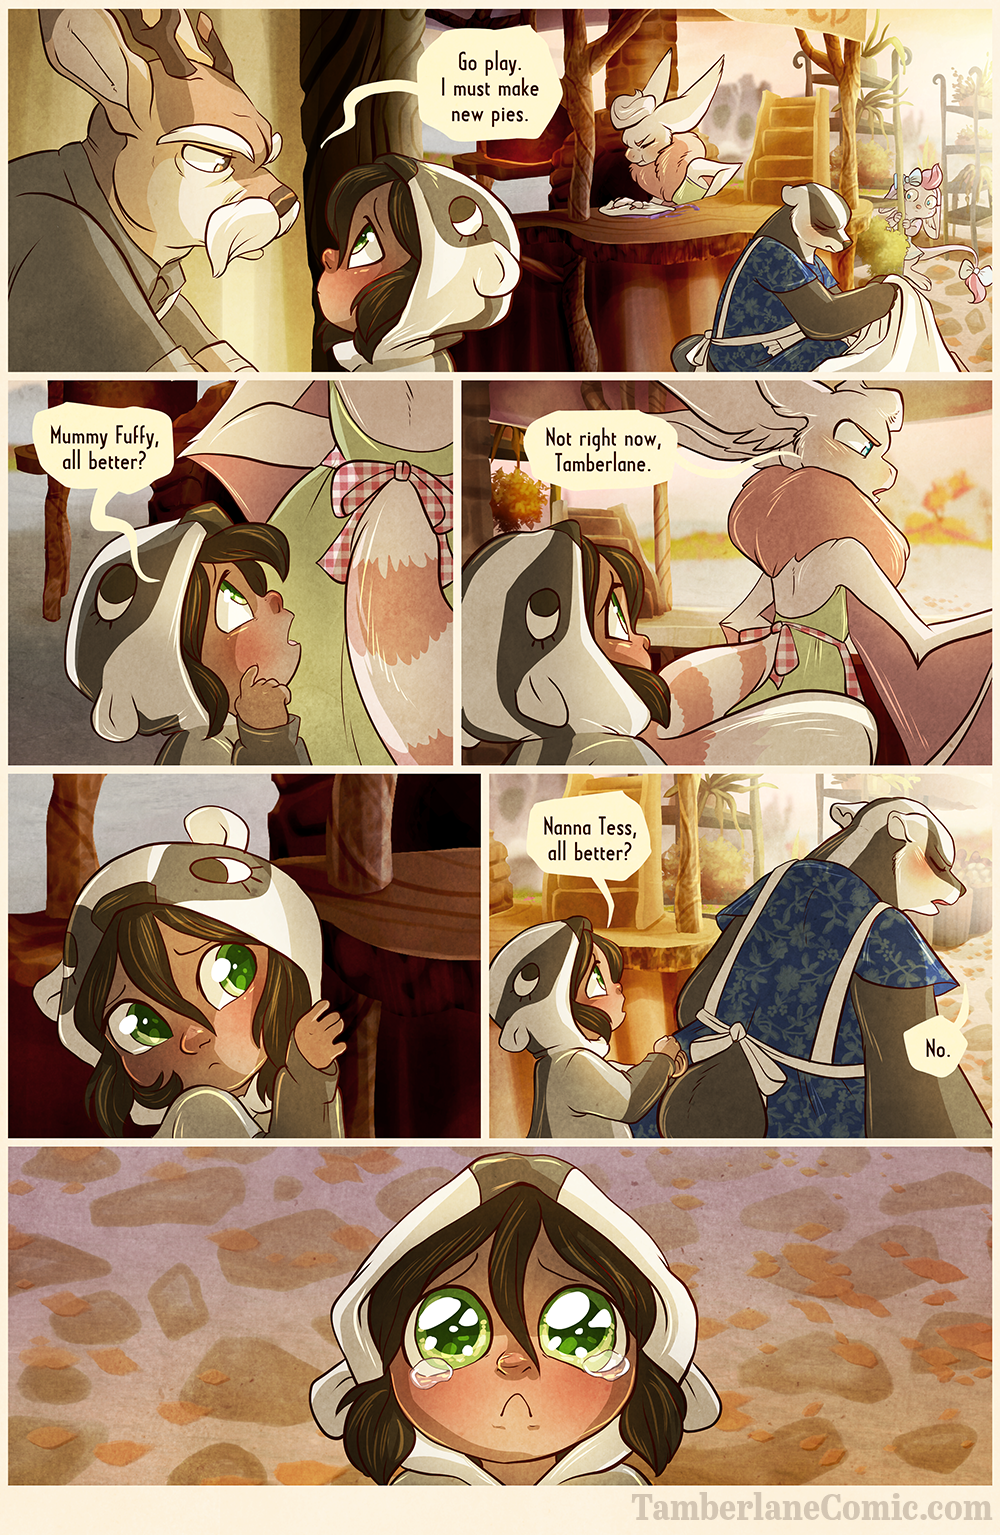 Go play.
I must make
new pies.
Mummy Fuffy,
all better?
Not right now,
Tamberlane.
Nanna Tess,
all better?
No.
TamberlaneComic.com